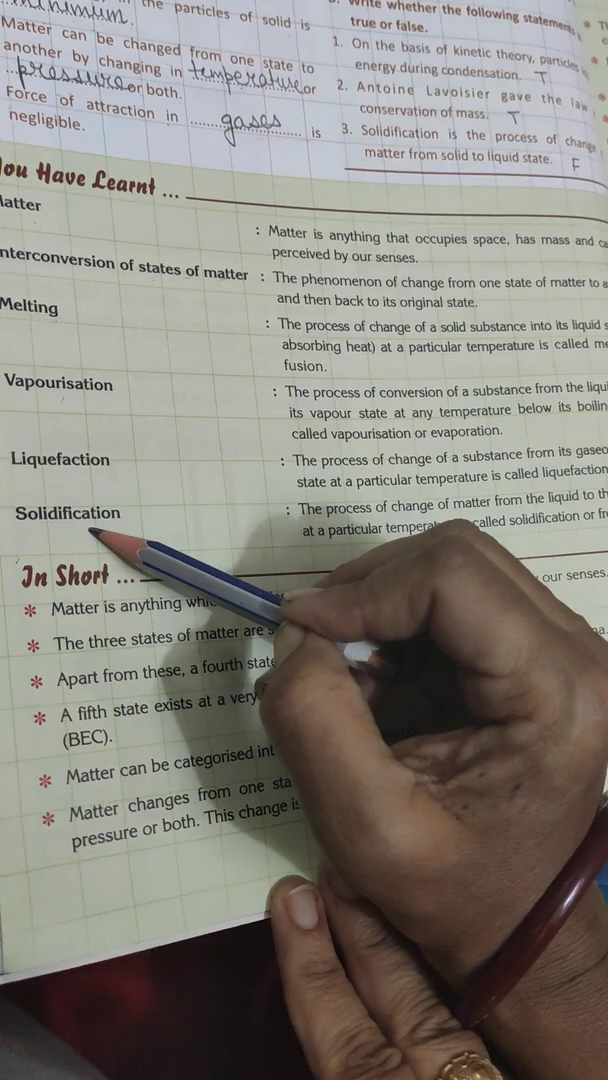 minimum.
the particles of solid is
Matter can be changed from one state to
another by changing in temperature or
pressure or both.
Force of attraction in gases is
negligible.
Write whether the following statements
true or false.
1. On the basis of kinetic theory, particles
energy during condensation. T
2. Antoine Lavoisier gave the law
conservation of mass. T
3. Solidification is the process of change
matter from solid to liquid state. F
You Have Learnt ...
Matter : Matter is anything that occupies space, has mass and
perceived by our senses.
Interconversion of states of matter : The phenomenon of change from one state of matter to
and then back to its original state.
Melting : The process of change of a solid substance into its liquid
absorbing heat) at a particular temperature is called
fusion.
Vapourisation : The process of conversion of a substance from the
its vapour state at any temperature below its
called vapourisation or evaporation.
Liquefaction : The process of change of a substance from its
state at a particular temperature is called liquefaction
Solidification : The process of change of matter from the liquid to
at a particular called solidification or
In Short ...
* Matter is anything our senses.
* The three states of matter are
* Apart from these, a fourth state
* A fifth state exists at a very
(BEC).
* Matter can be categorised
* Matter changes from one
pressure or both. This change is